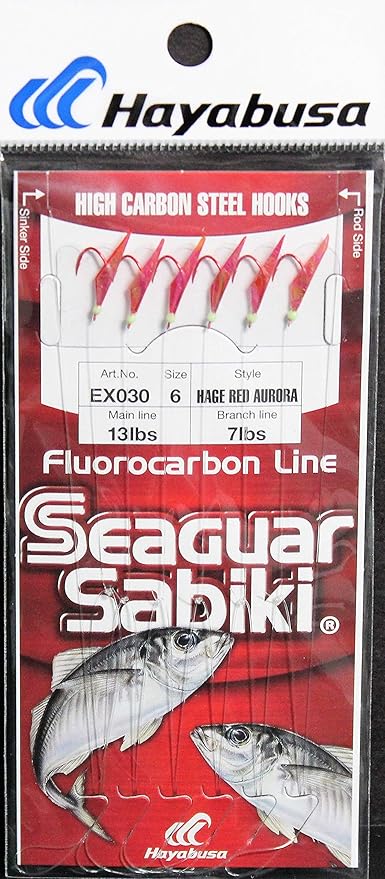 Hayabusa
HIGH CARBON STEEL HOOKS
Sinker Side
Rod Side
Art.No. Size Style
EX030 6 HAGE RED AURORA
Main line Branch line
13lbs 7lbs
Fluorocarbon Line
Seaguar
Sabiki®
Hayabusa